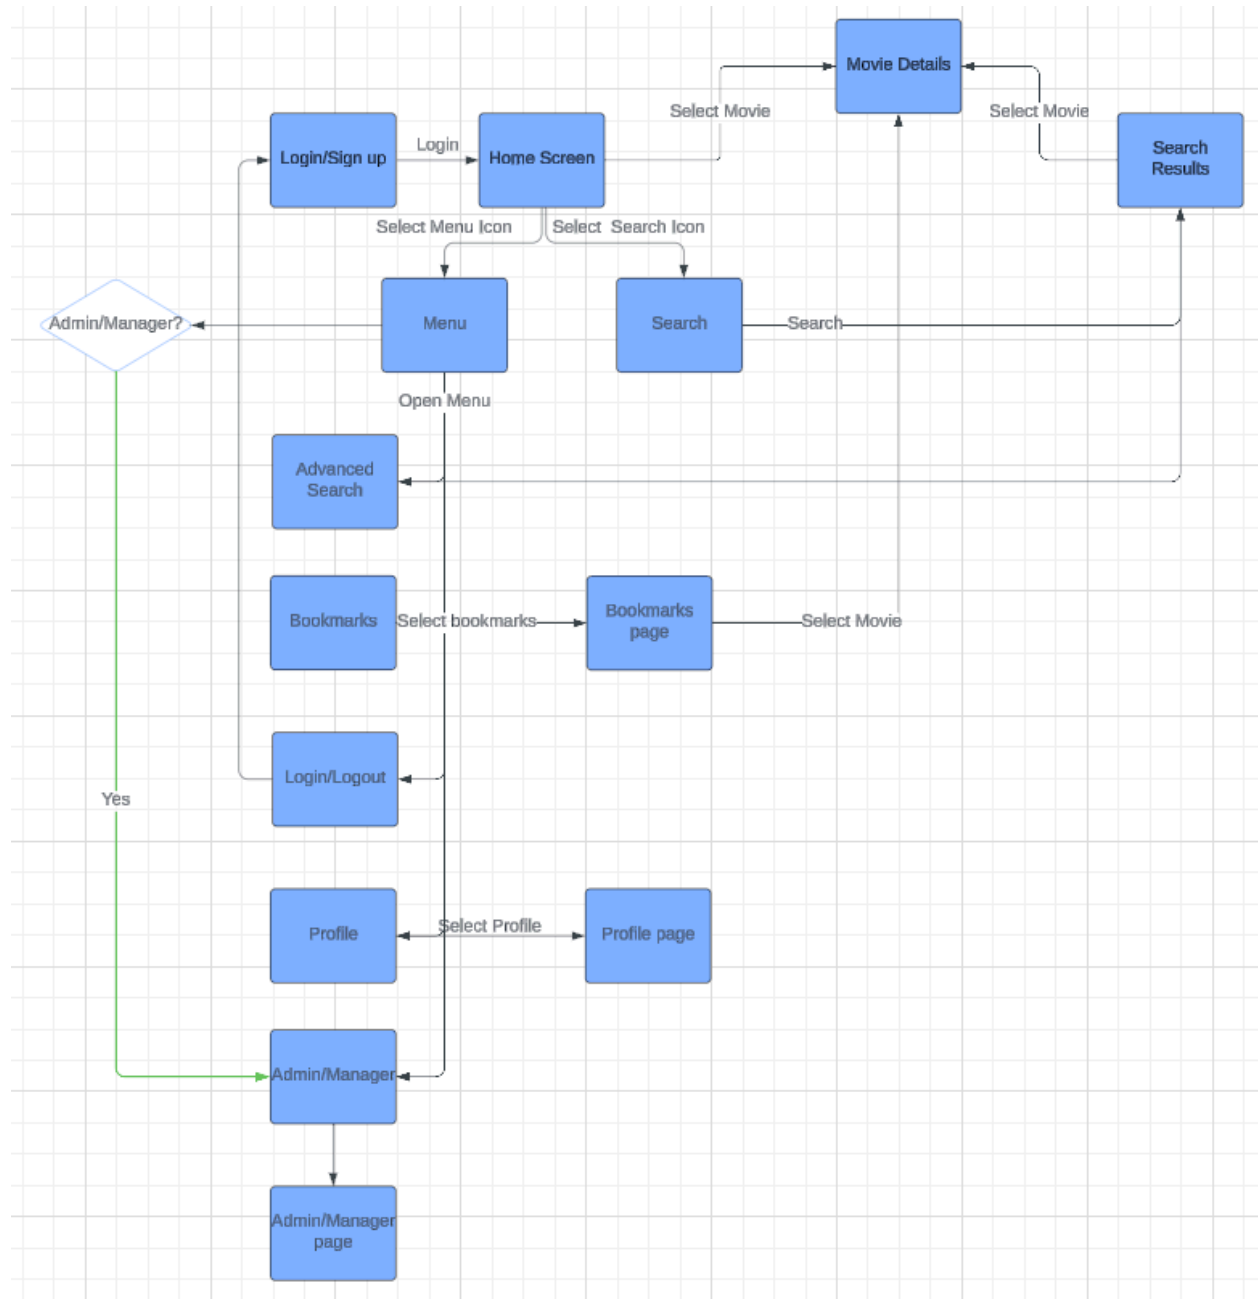 Movie Details
Select Movie
Select Movie
Login/Sign up
Login
Home Screen
Search
Results
Select Menu Icon
Select  Search Icon
Admin/Manager?
Menu
Search
Search
Open Menu
Advanced
Search
Bookmarks
Select bookmarks
Bookmarks
page
Select Movie
Login/Logout
Yes
Profile
Select Profile
Profile page
Admin/Manager
Admin/Manager
page